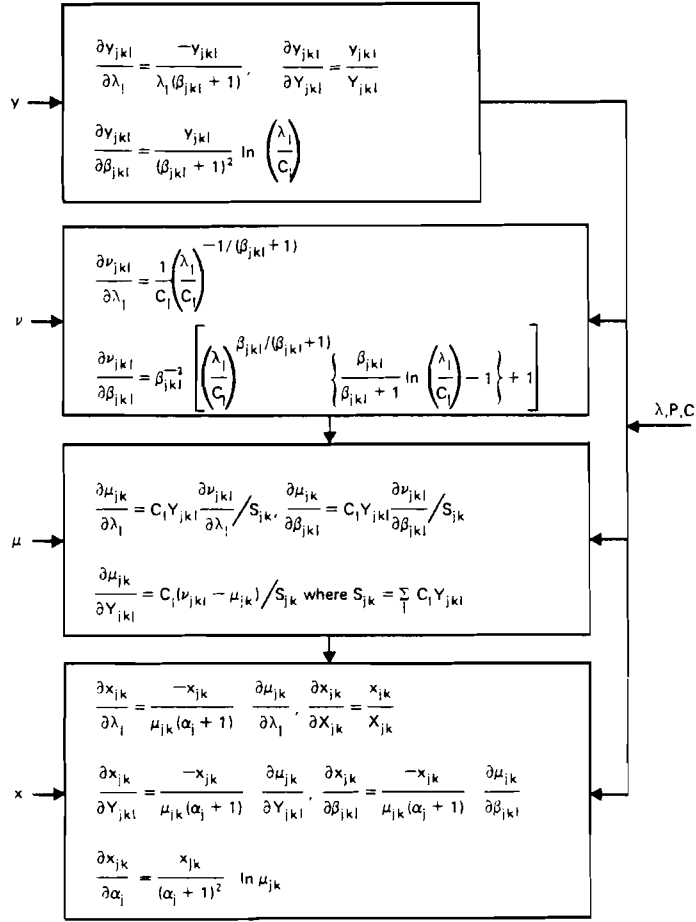 ∂y_jkl/∂λ_l = −y_jkl/λ_l(β_jkl + 1), ∂y_jkl/∂Y_jkl = y_jkl/Y_jkl
y
∂y_jkl/∂β_jkl = y_jkl/(β_jkl + 1)² ln (λ_l/C_l)
∂ν_jkl/∂λ_l = 1/C_l (λ_l/C_l)^−1/(β_jkl + 1)
ν
∂ν_jkl/∂β_jkl = β_jkl^−2 [(λ_l/C_l)^β_jkl/(β_jkl + 1) {β_jkl/β_jkl + 1 ln (λ_l/C_l) − 1} + 1]
λ,P,C
∂μ_jk/∂λ_l = C_l Y_jkl ∂ν_jkl/∂λ_l / S_jk, ∂μ_jk/∂β_jkl = C_l Y_jkl ∂ν_jkl/∂β_jkl / S_jk
μ
∂μ_jk/∂Y_jkl = C_l(ν_jkl − μ_jk) / S_jk where S_jk = Σ_l C_l Y_jkl
∂x_jk/∂λ_l = −x_jk/μ_jk(α_j + 1) ∂μ_jk/∂λ_l, ∂x_jk/∂X_jk = x_jk/X_jk
x
∂x_jk/∂Y_jkl = −x_jk/μ_jk(α_j + 1) ∂μ_jk/∂Y_jkl, ∂x_jk/∂β_jkl = −x_jk/μ_jk(α_j + 1) ∂μ_jk/∂β_jkl
∂x_jk/∂α_j = x_jk/(α_j + 1)² ln μ_jk